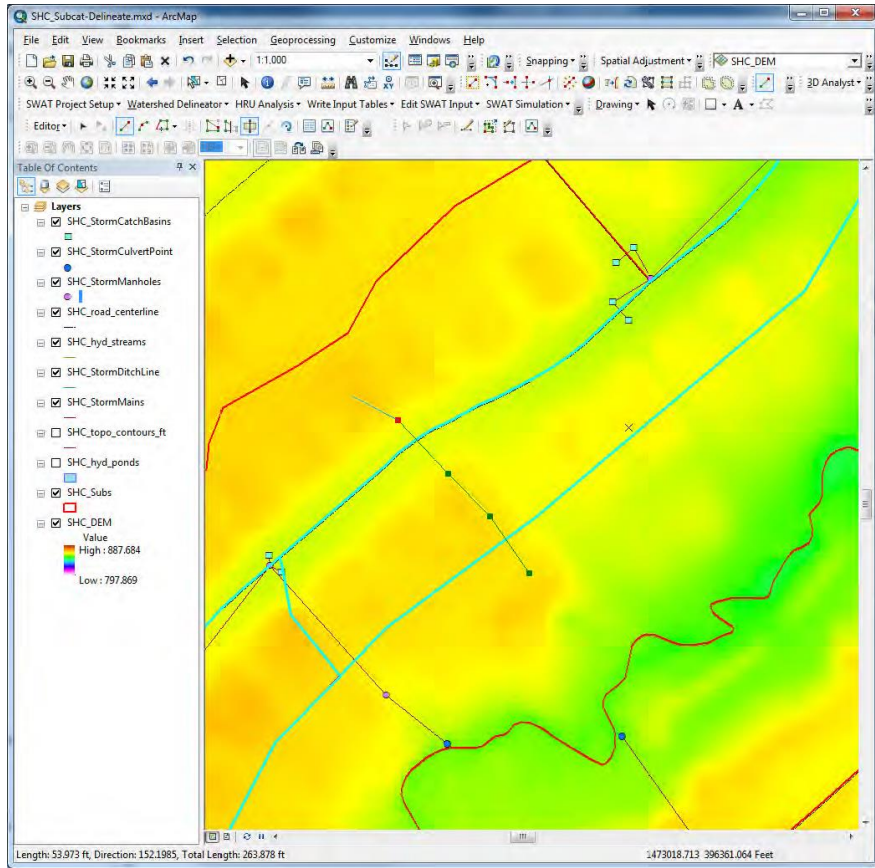 SHC_Subcat-Delineate.mxd - ArcMap
File Edit View Bookmarks Insert Selection Geoprocessing Customize Windows Help
1:1.000 Snapping Spatial Adjustment SHC_DEM
3D Analyst
SWAT Project Setup Watershed Delineator HRU Analysis Write Input Tables Edit SWAT Input SWAT Simulation Drawing A
Editor
Table Of Contents
Layers
SHC_StormCatchBasins
SHC_StormCulvertPoint
SHC_StormManholes
SHC_road_centerline
SHC_hyd_streams
SHC_StormDitchLine
SHC_StormMains
SHC_topo_contours_ft
SHC_hyd_ponds
SHC_Subs
SHC_DEM
Value
High : 887.684
Low : 797.869
Length: 53.973 ft, Direction: 152.1985, Total Length: 263.878 ft 1473018.713 396361.064 Feet